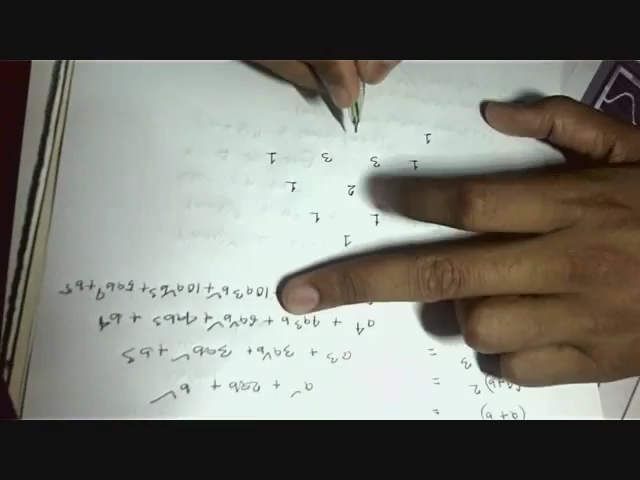 (a+b) =
(a+b)2 = a² + 2ab + b²
3 = a3 + 3a²b + 3ab² + b3
a4 + 4a3b + 6a²b² + 4ab3 + b4
+ 10a3b² + 10a²b3 + 5ab4 + b5
1
1 1
2 1
1 3 3 1
1